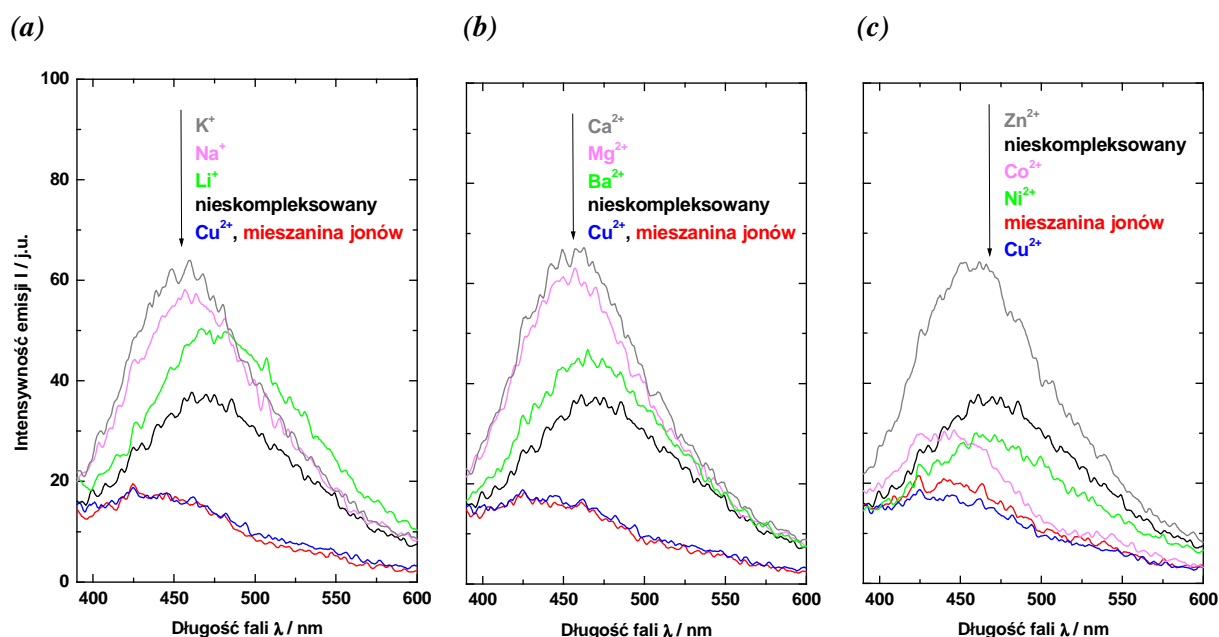 (a)
(b)
(c)
Intensywność emisji I / j.u.
100
80
60
40
20
0
K⁺
Na⁺
Li⁺
nieskompleksowany
Cu²⁺, mieszanina jonów
400 450 500 550 600
Długość fali λ / nm
Ca²⁺
Mg²⁺
Ba²⁺
nieskompleksowany
Cu²⁺, mieszanina jonów
400 450 500 550 600
Długość fali λ / nm
Zn²⁺
nieskompleksowany
Co²⁺
Ni²⁺
mieszanina jonów
Cu²⁺
400 450 500 550 600
Długość fali λ / nm